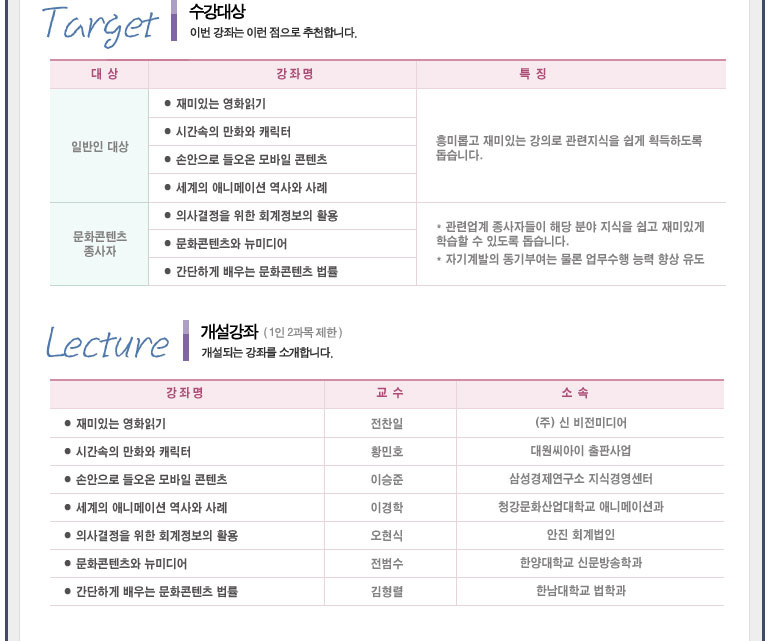 Target
수강대상
이번 강좌는 이런 점으로 추천합니다.
대 상 강좌명 특 징
일반인 대상
● 재미있는 영화읽기
● 시간속의 만화와 캐릭터
● 손안으로 들오온 모바일 콘텐츠
● 세계의 애니메이션 역사와 사례
흥미롭고 재미있는 강의로 관련지식을 쉽게 획득하도록
돕습니다.
문화콘텐츠
종사자
● 의사결정을 위한 회계정보의 활용
● 문화콘텐츠와 뉴미디어
● 간단하게 배우는 문화콘텐츠 법률
* 관련업계 종사자들이 해당 분야 지식을 쉽고 재미있게
학습할 수 있도록 돕습니다.
* 자기계발의 동기부여는 물론 업무수행 능력 향상 유도
Lecture
개설강좌 ( 1인 2과목 제한 )
개설되는 강좌를 소개합니다.
강좌명 교 수 소 속
● 재미있는 영화읽기 전찬일 (주) 신 비전미디어
● 시간속의 만화와 캐릭터 황민호 대원씨아이 출판사업
● 손안으로 들오온 모바일 콘텐츠 이승준 삼성경제연구소 지식경영센터
● 세계의 애니메이션 역사와 사례 이경학 청강문화산업대학교 애니메이션과
● 의사결정을 위한 회계정보의 활용 오현식 안진 회계법인
● 문화콘텐츠와 뉴미디어 전범수 한양대학교 신문방송학과
● 간단하게 배우는 문화콘텐츠 법률 김형렬 한남대학교 법학과